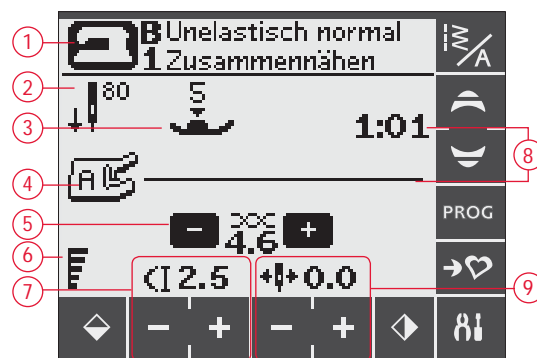 B Unelastisch normal
1 Zusammennähen
1
2
80
5
3
1:01
8
4
A
5
− 4.6 +
PROG
6
7
2.5
0.0
9
− + − +
A